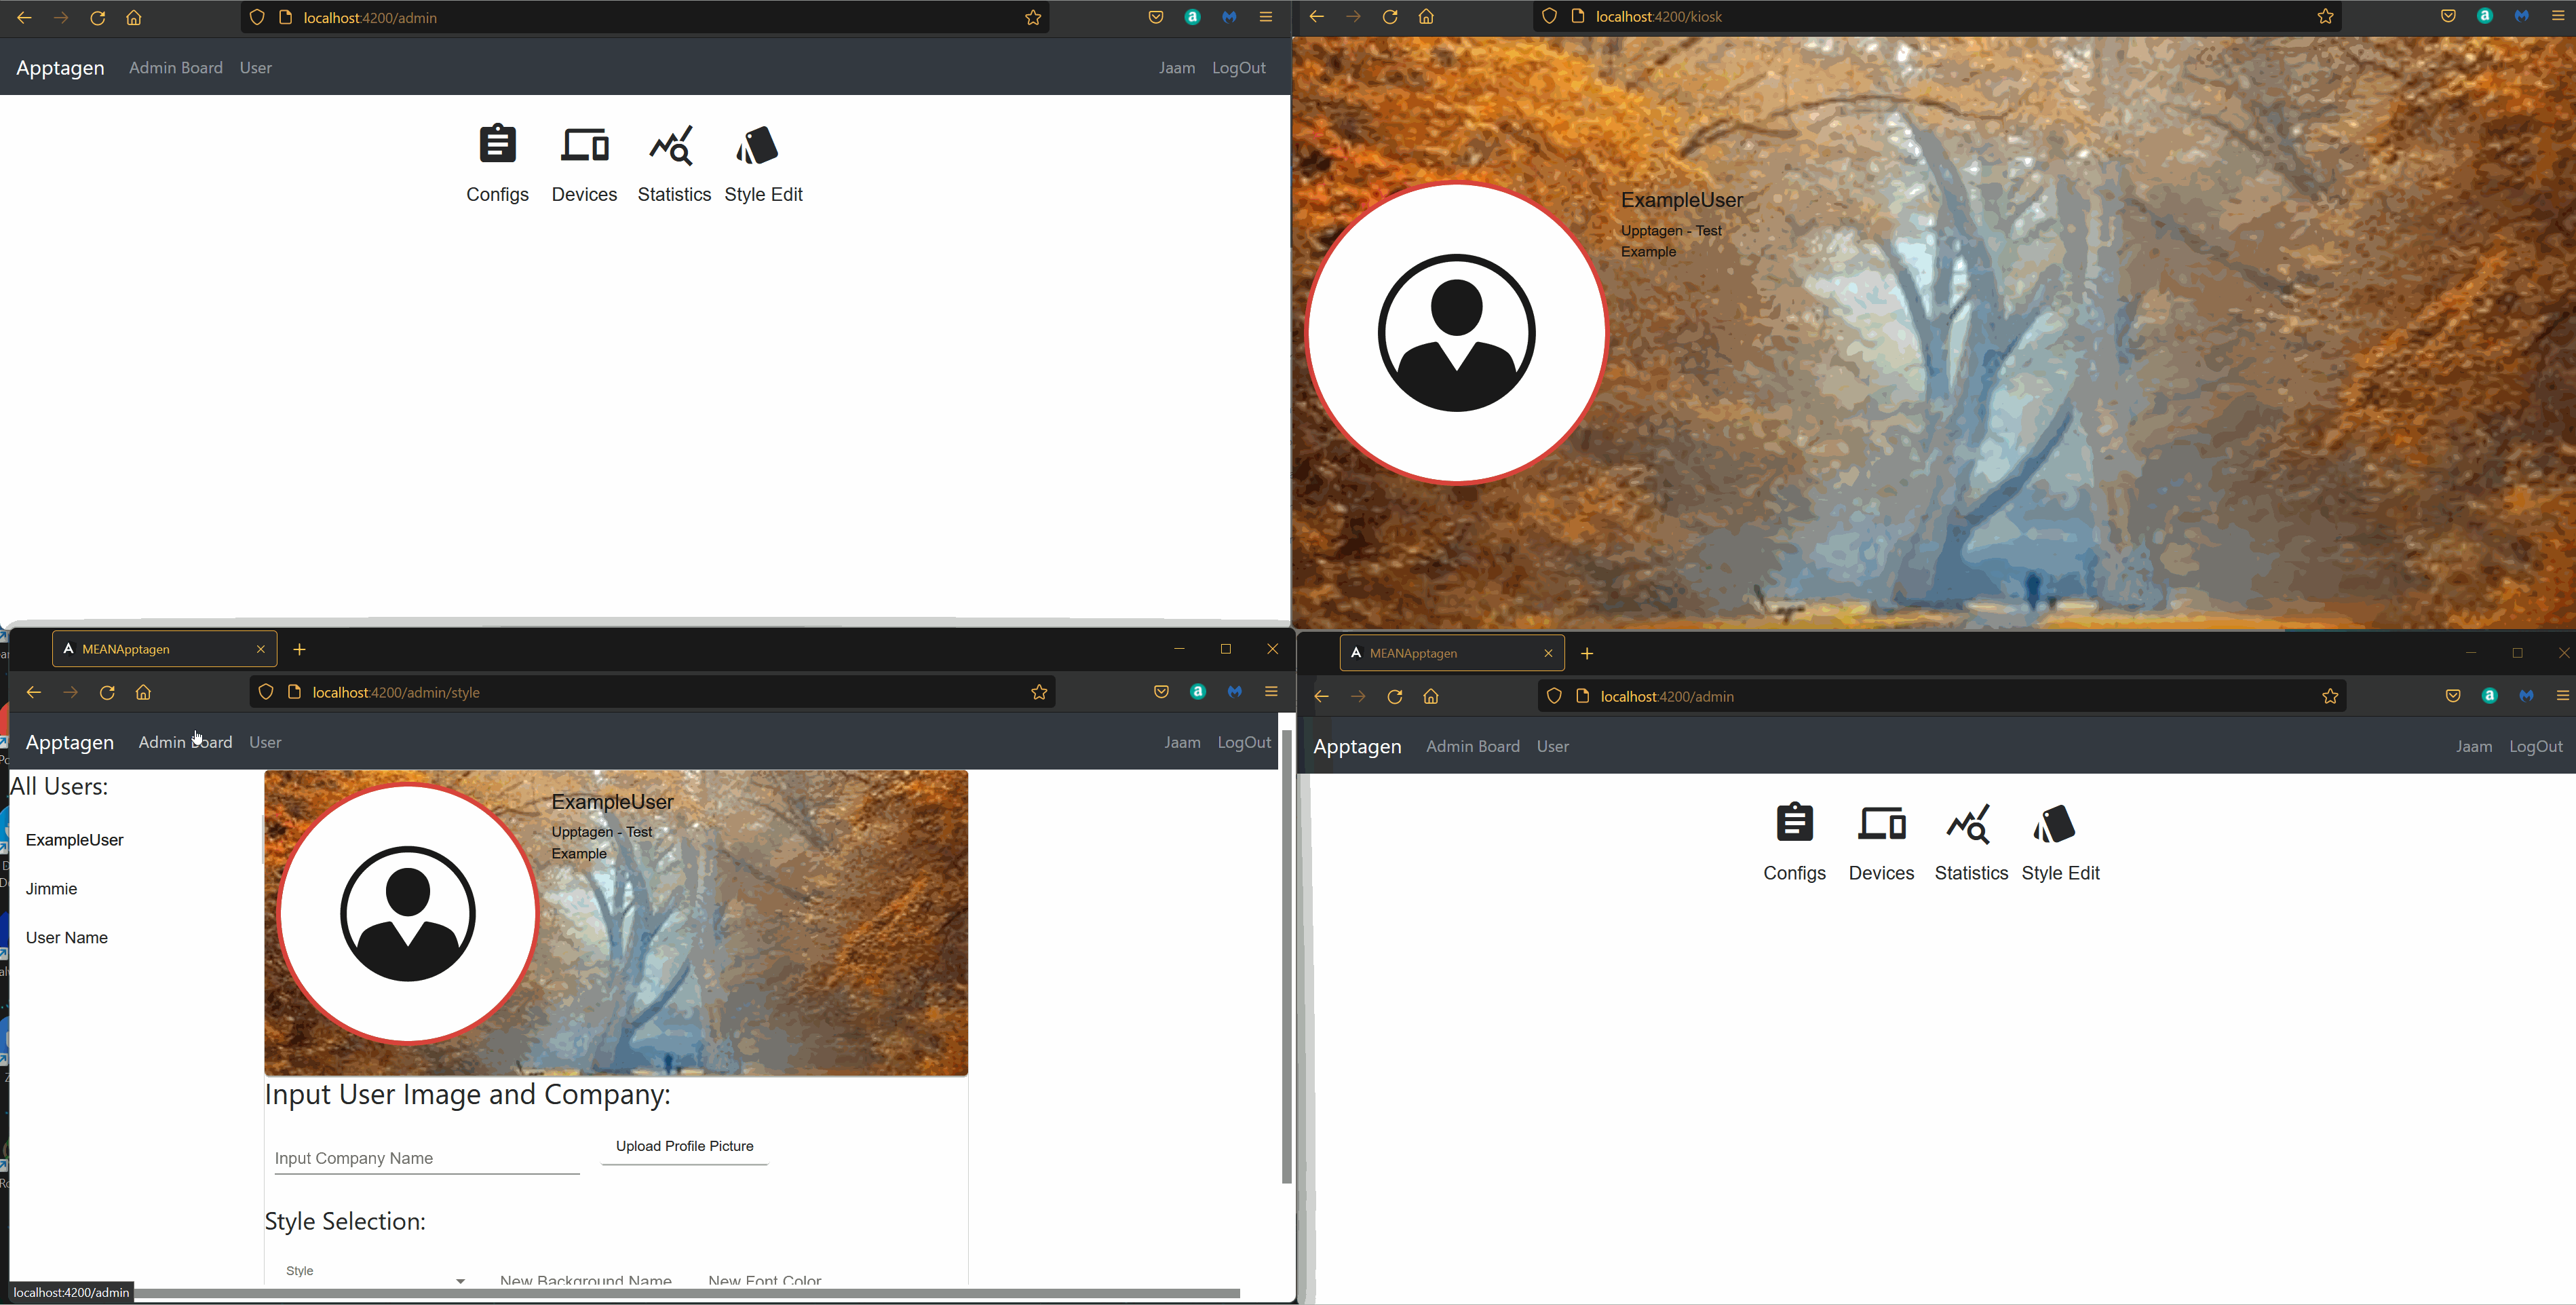 localhost:4200/admin
Apptagen Admin Board User Jaam LogOut
Configs Devices Statistics Style Edit
localhost:4200/kiosk
ExampleUser
Upptagen - Test
Example
MEANApptagen
localhost:4200/admin/style
Apptagen Admin Board User Jaam LogOut
All Users:
ExampleUser
Jimmie
User Name
ExampleUser
Upptagen - Test
Example
Input User Image and Company:
Input Company Name
Upload Profile Picture
Style Selection:
Style
New Background Name
New Font Color
localhost:4200/admin
MEANApptagen
localhost:4200/admin
Apptagen Admin Board User Jaam LogOut
Configs Devices Statistics Style Edit